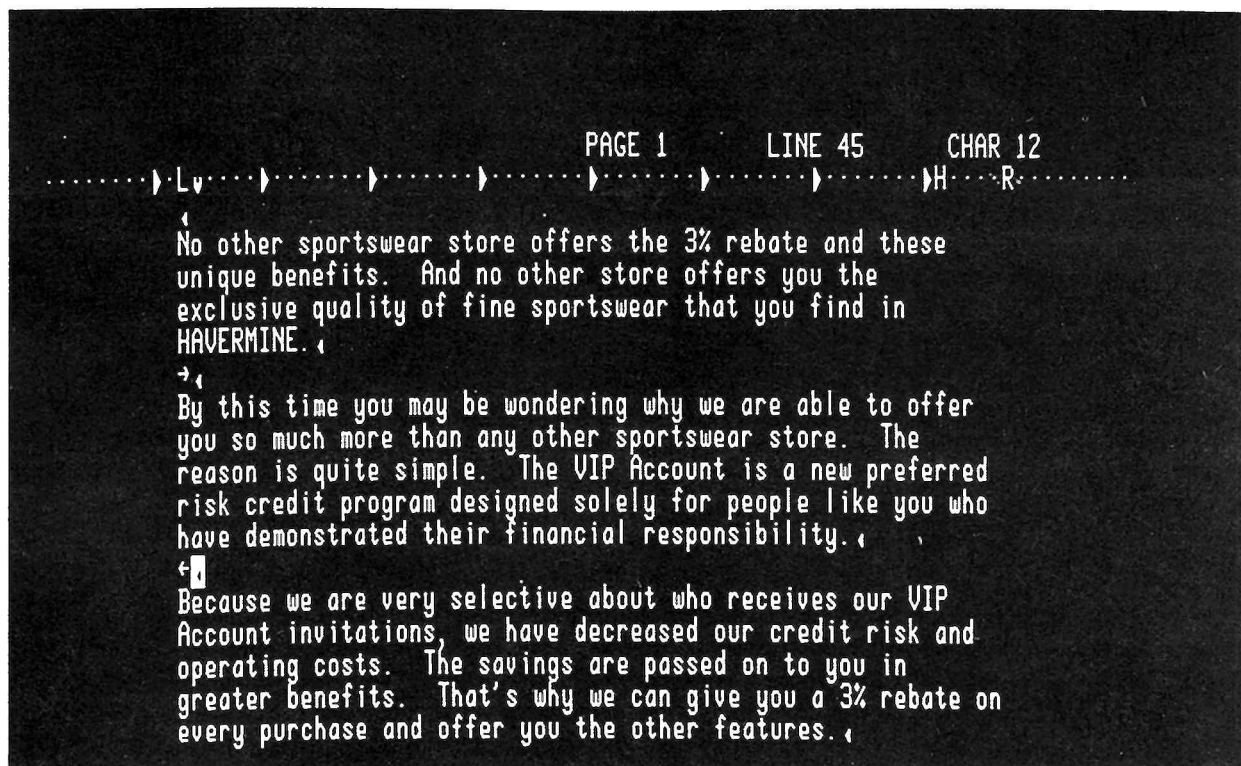 PAGE 1 LINE 45 CHAR 12
········▶·Lv····▶·······▶·······▶·······▶·······▶·······▶·······▶H·····R·········
◂
No other sportswear store offers the 3% rebate and these
unique benefits.  And no other store offers you the
exclusive quality of fine sportswear that you find in
HAVERMINE.◂
→◂
By this time you may be wondering why we are able to offer
you so much more than any other sportswear store.  The
reason is quite simple.  The VIP Account is a new preferred
risk credit program designed solely for people like you who
have demonstrated their financial responsibility.◂
←◂
Because we are very selective about who receives our VIP
Account invitations, we have decreased our credit risk and
operating costs.  The savings are passed on to you in
greater benefits.  That's why we can give you a 3% rebate on
every purchase and offer you the other features.◂